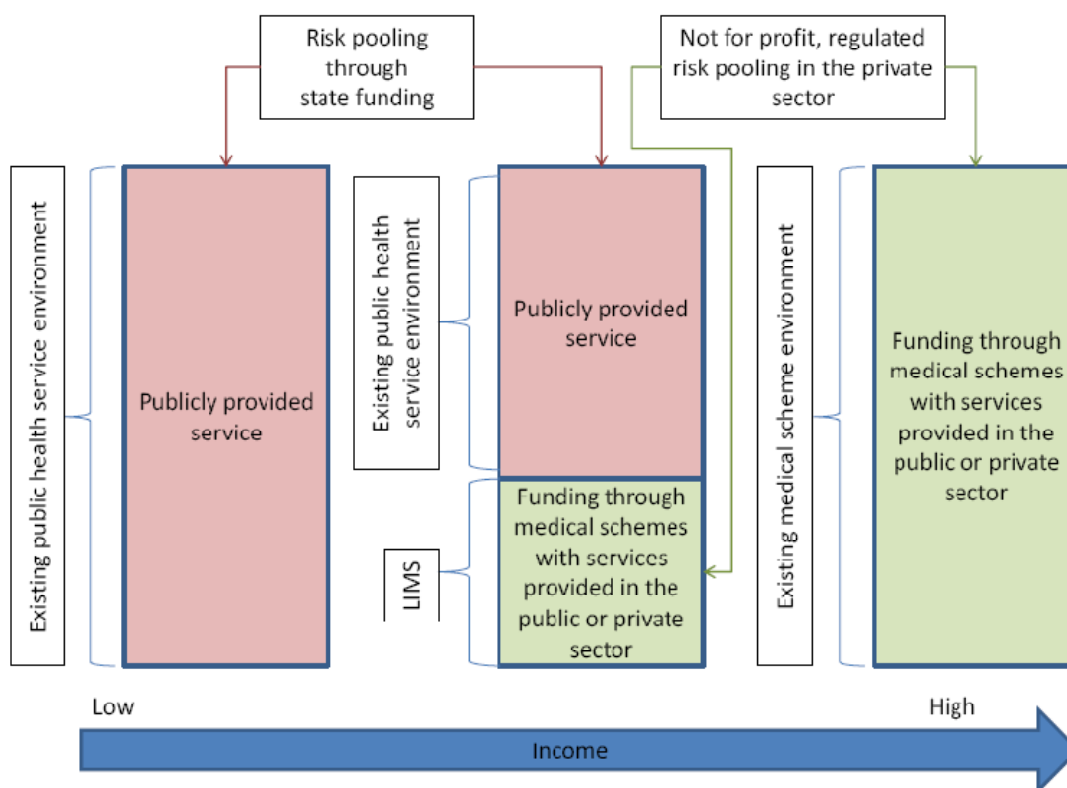 Risk pooling
through
state funding
Not for profit, regulated
risk pooling in the private
sector
Existing public health service environment
Publicly provided
service
Existing public health
service environment
Publicly provided
service
LIMS
Funding through
medical schemes
with services
provided in the
public or private
sector
Existing medical scheme environment
Funding through
medical schemes
with services
provided in the
public or private
sector
Low
High
Income